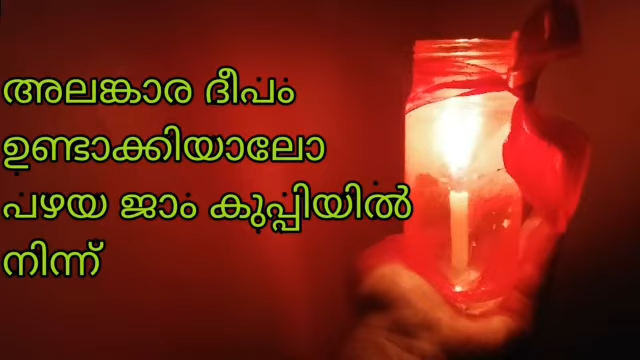 അലങ്കാര ദീപം
ഉണ്ടാക്കിയാലോ
പഴയ ജാം കുപ്പിയിൽ
നിന്ന്